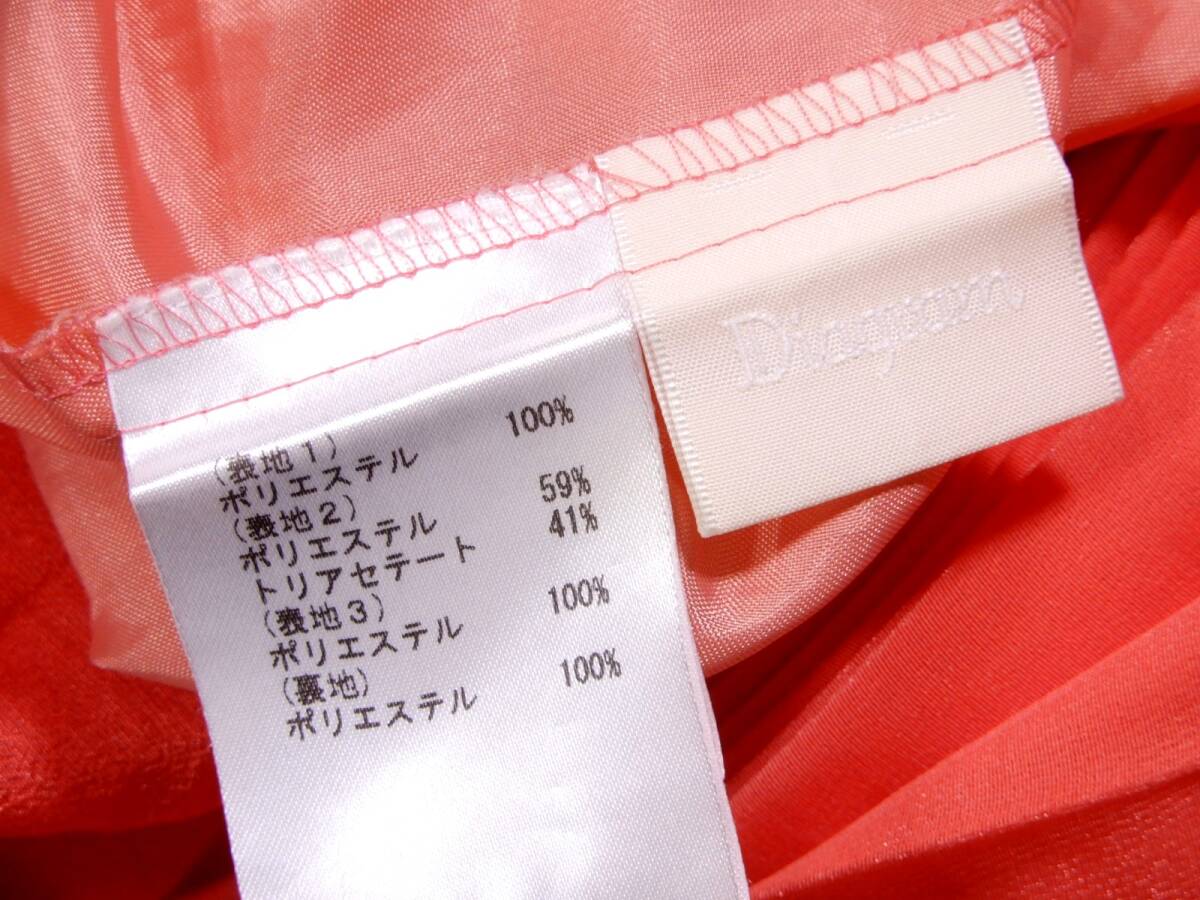 (表地1)
ポリエステル 100%
(表地2)
ポリエステル 59%
トリアセテート 41%
(表地3)
ポリエステル 100%
(裏地)
ポリエステル 100%
Diagram